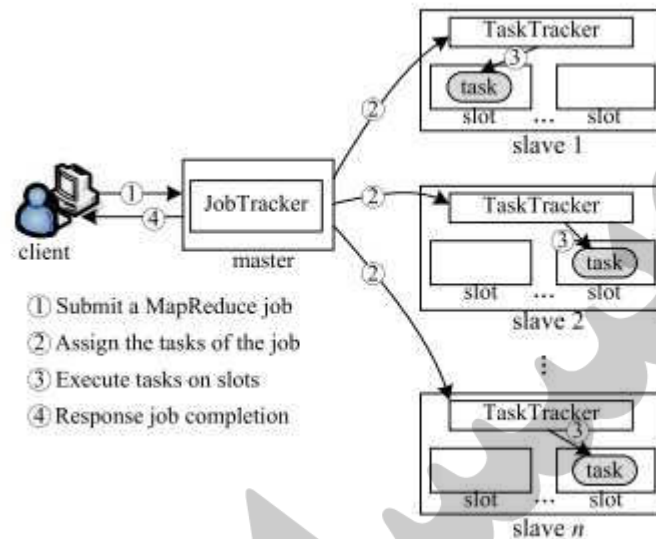 TaskTracker
③
task
slot ... slot
slave 1
②
①
④
client
JobTracker
master
②
TaskTracker
③
task
slot ... slot
slave 2
②
⋮
TaskTracker
③
task
slot ... slot
slave n
① Submit a MapReduce job
② Assign the tasks of the job
③ Execute tasks on slots
④ Response job completion